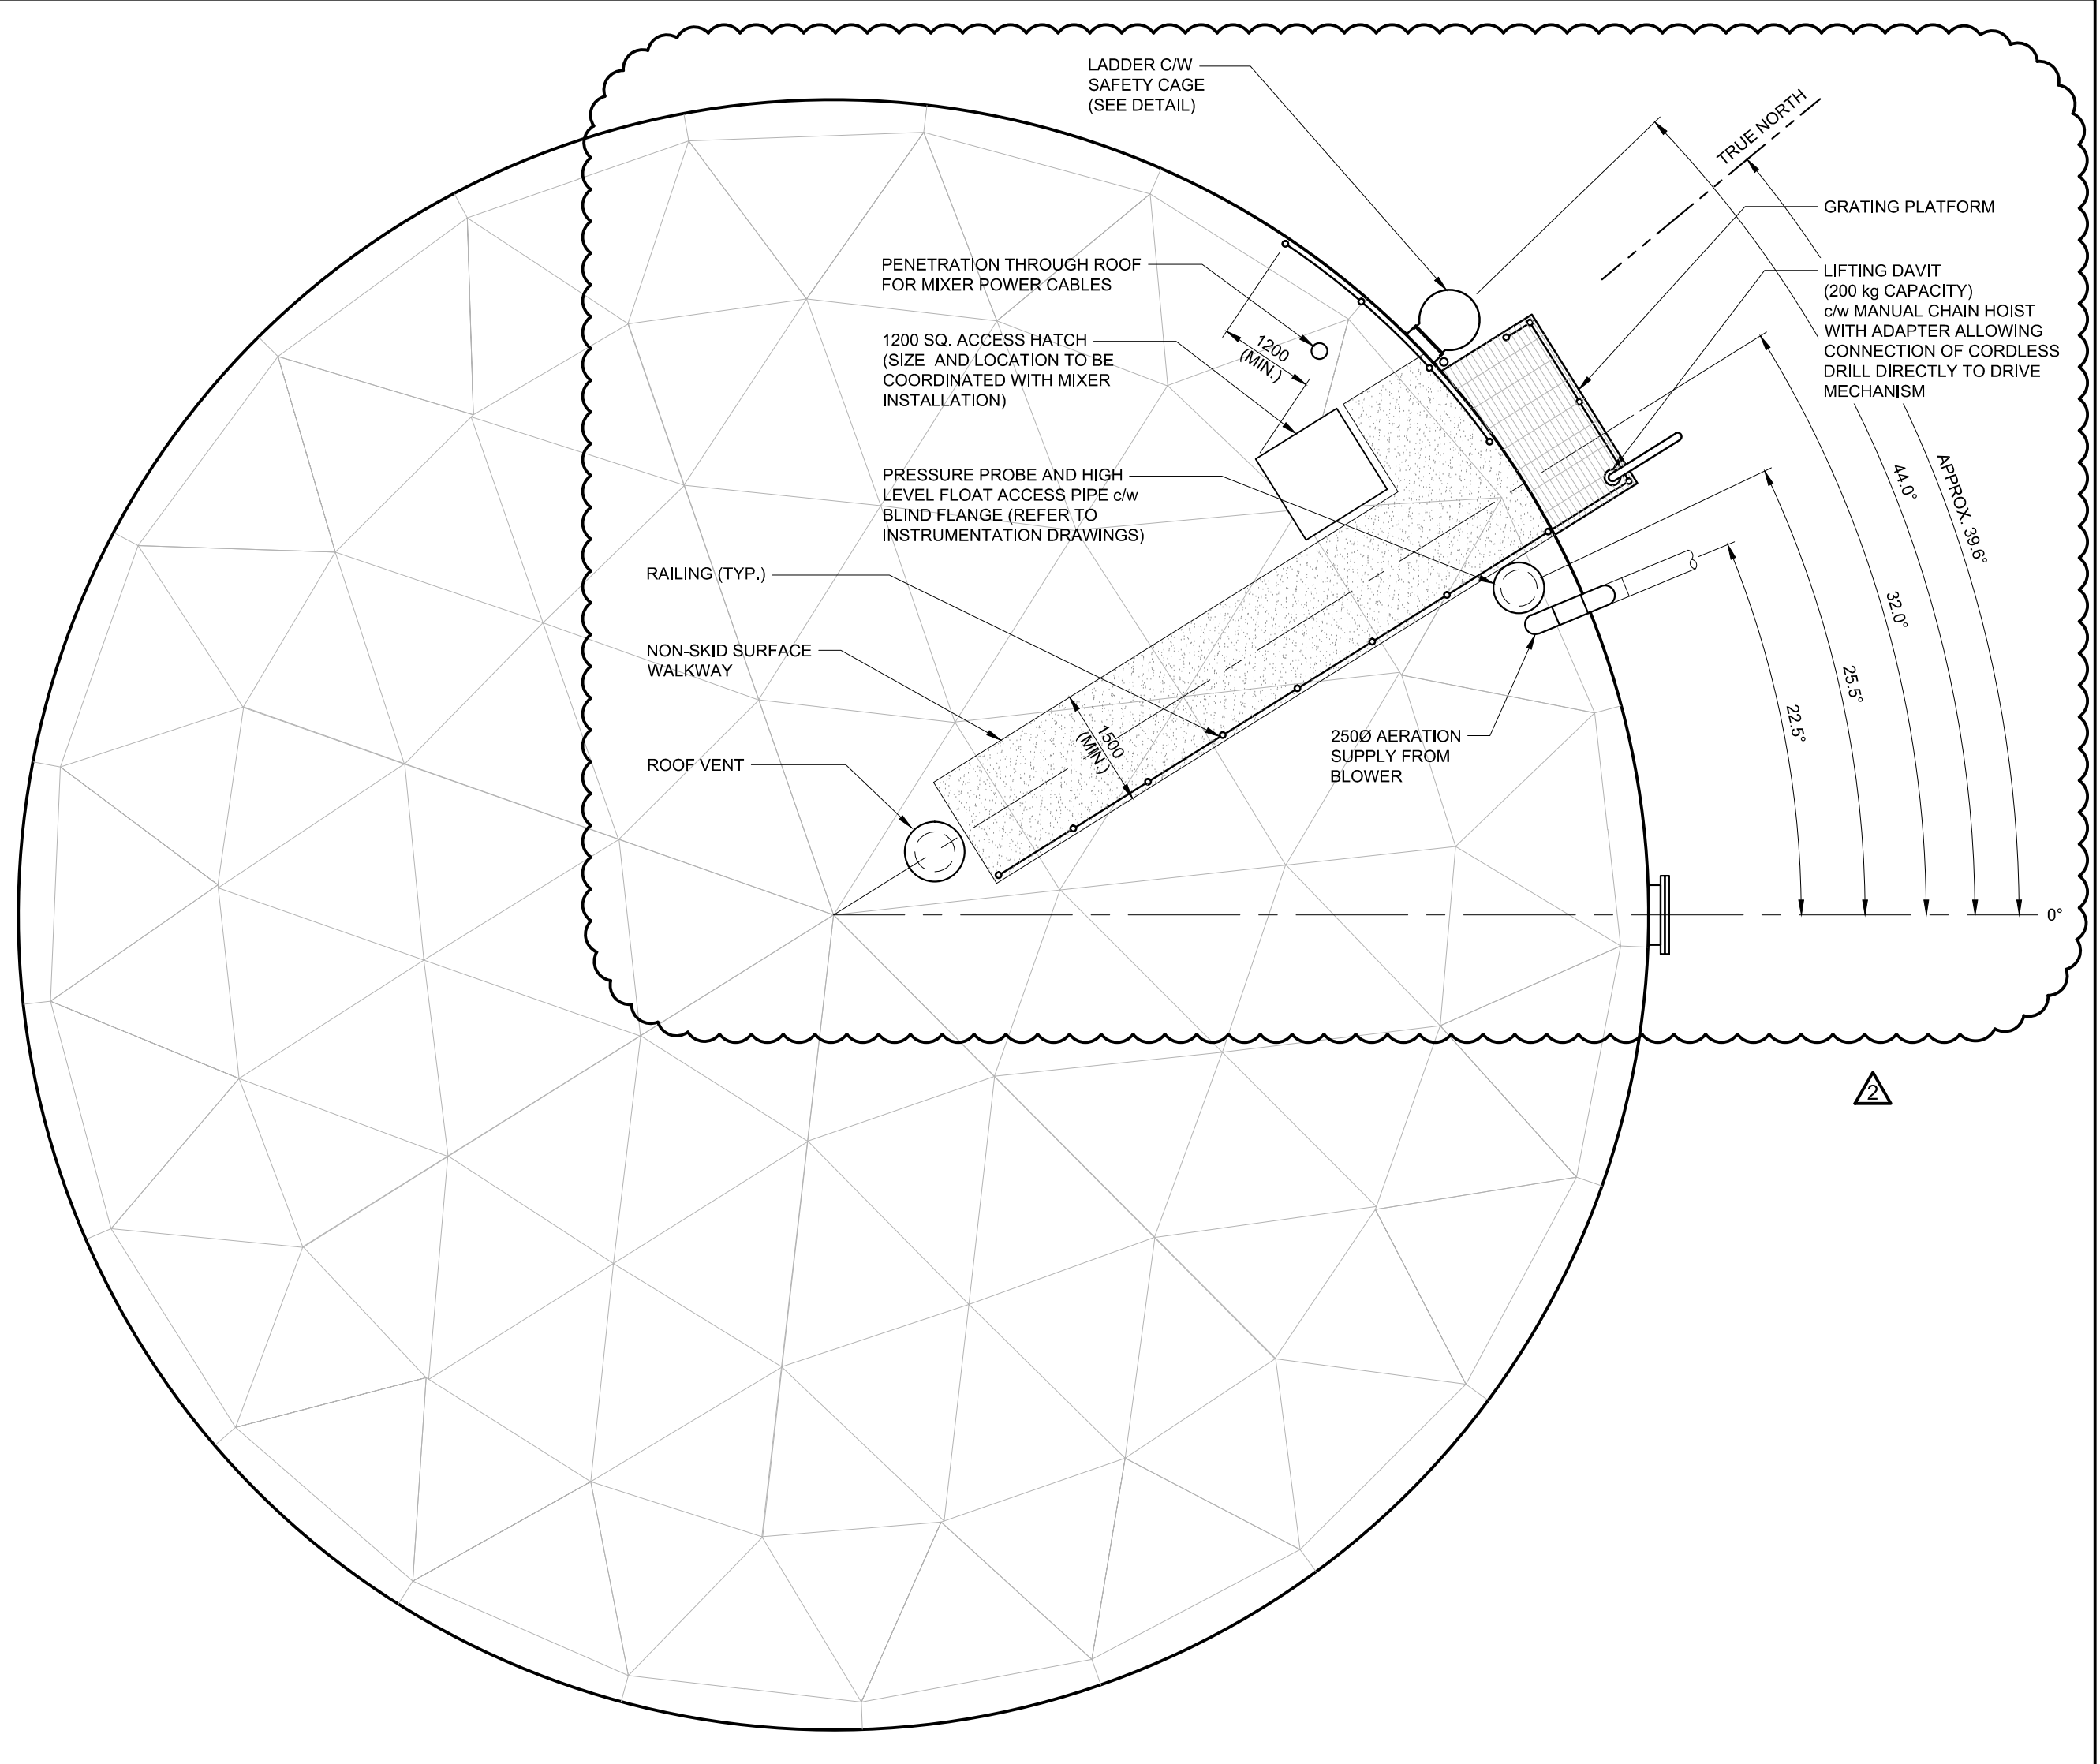 LADDER C/W
SAFETY CAGE
(SEE DETAIL)
TRUE NORTH
GRATING PLATFORM
PENETRATION THROUGH ROOF
FOR MIXER POWER CABLES
LIFTING DAVIT
(200 kg CAPACITY)
c/w MANUAL CHAIN HOIST
WITH ADAPTER ALLOWING
CONNECTION OF CORDLESS
DRILL DIRECTLY TO DRIVE
MECHANISM
1200 SQ. ACCESS HATCH
(SIZE AND LOCATION TO BE
COORDINATED WITH MIXER
INSTALLATION)
1200
(MIN.)
PRESSURE PROBE AND HIGH
LEVEL FLOAT ACCESS PIPE c/w
BLIND FLANGE (REFER TO
INSTRUMENTATION DRAWINGS)
44.0°
APPROX. 39.6°
RAILING (TYP.)
32.0°
NON-SKID SURFACE
WALKWAY
25.5°
22.5°
1500
(MIN.)
250Ø AERATION
SUPPLY FROM
BLOWER
ROOF VENT
0°
2